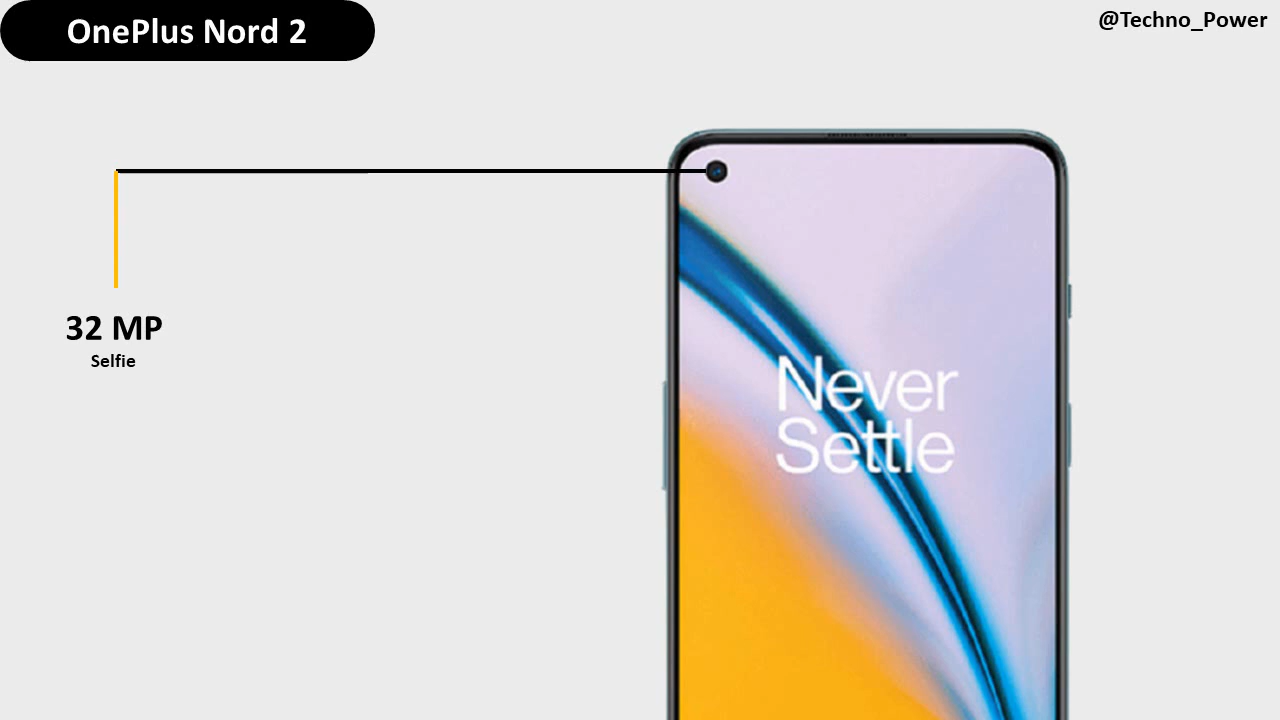 OnePlus Nord 2
@Techno_Power
32 MP
Selfie
Never
Settle